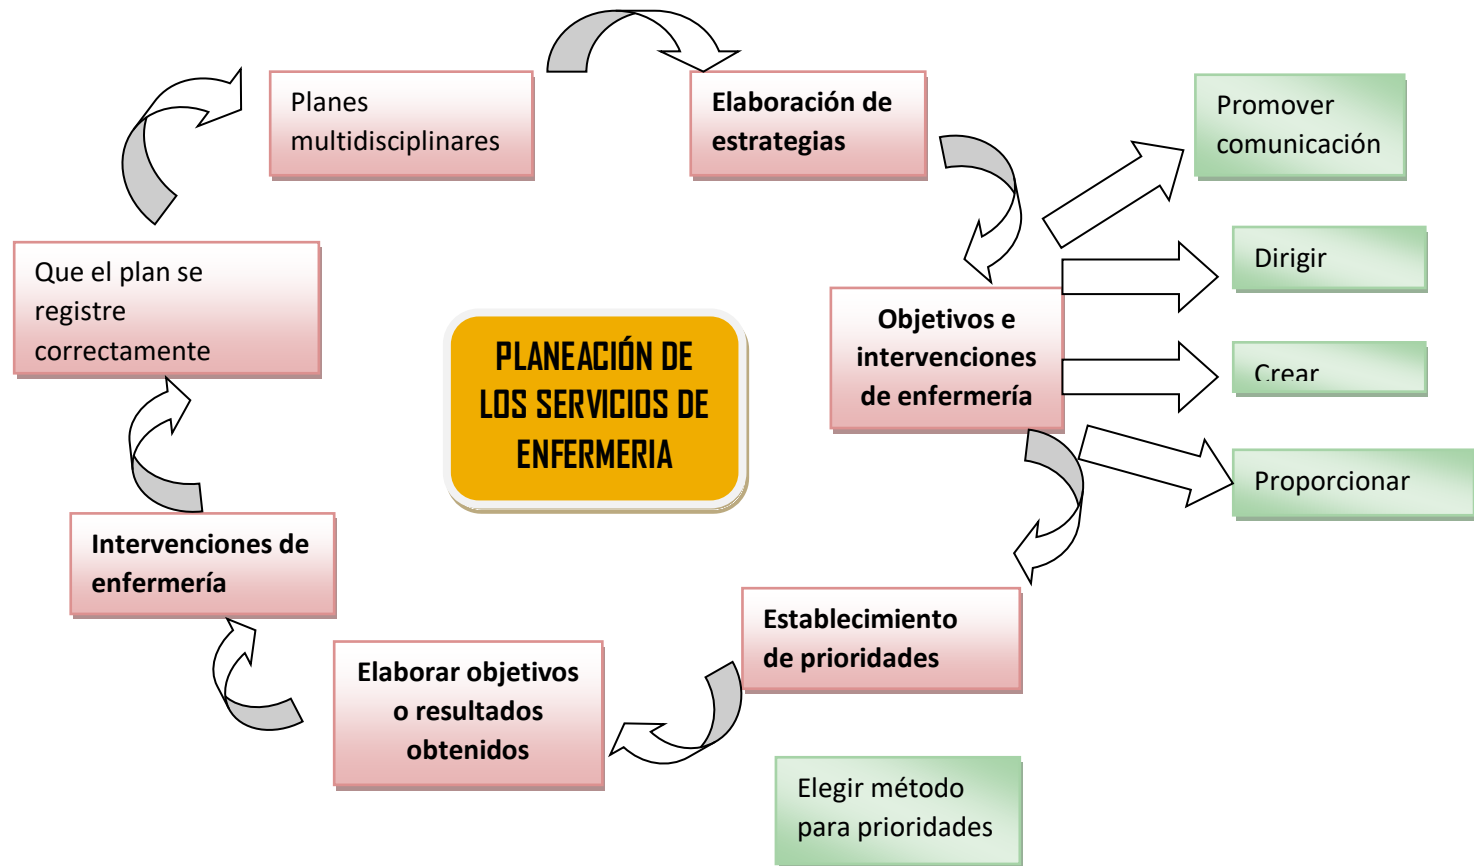 Planes
multidisciplinares
Elaboración de
estrategias
Promover
comunicación
Dirigir
Crear
Proporcionar
Objetivos e
intervenciones
de enfermería
Que el plan se
registre
correctamente
PLANEACIÓN DE
LOS SERVICIOS DE
ENFERMERIA
Intervenciones de
enfermería
Establecimiento
de prioridades
Elaborar objetivos
o resultados
obtenidos
Elegir método
para prioridades